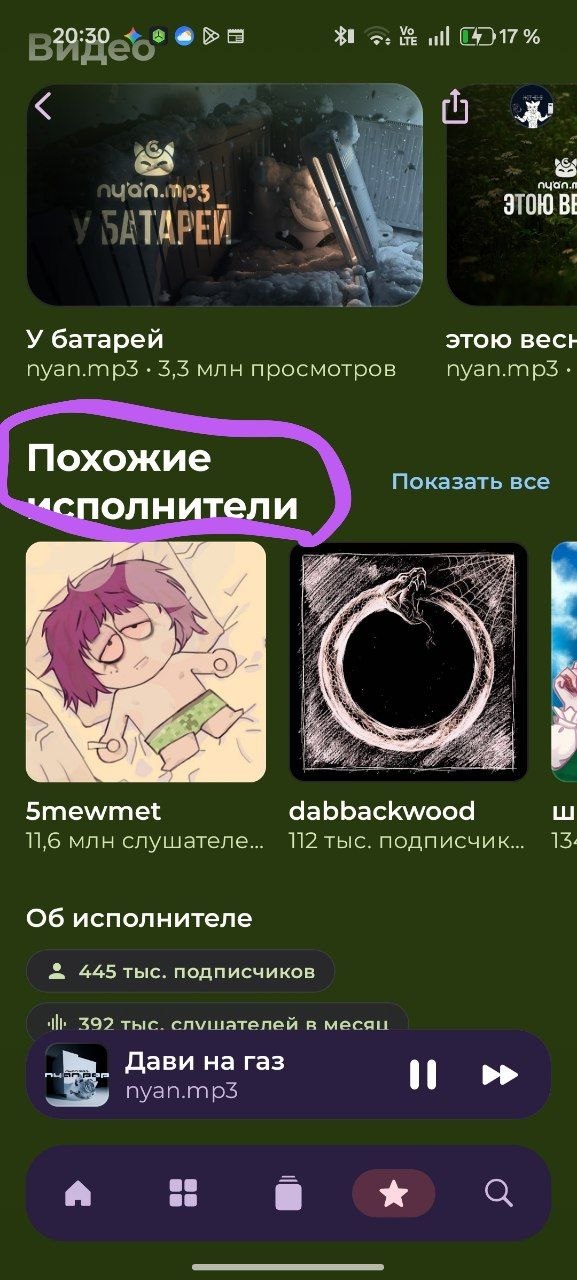 20:30
Vo
LTE
17 %
Видео
nyan.mp3
У БАТАРЕЙ
nyan.mp3
ЭТОЮ ВЕ
У батарей
nyan.mp3 • 3,3 млн просмотров
этою весн
nyan.mp3 •
Похожие
исполнители
Показать все
5mewmet
11,6 млн слушателе...
dabbackwood
112 тыс. подписчик...
ш
134
Об исполнителе
445 тыс. подписчиков
392 тыс. слушателей в месяц
Дави на газ
nyan.mp3